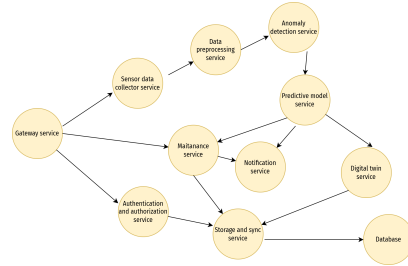 Anomaly
detection service
Data
preprocessing
service
Sensor data
collector service
Predictive model
service
Gateway service
Maitanance
service
Notification
service
Digital twin
service
Authentication
and authorization
service
Storage and sync
service
Database